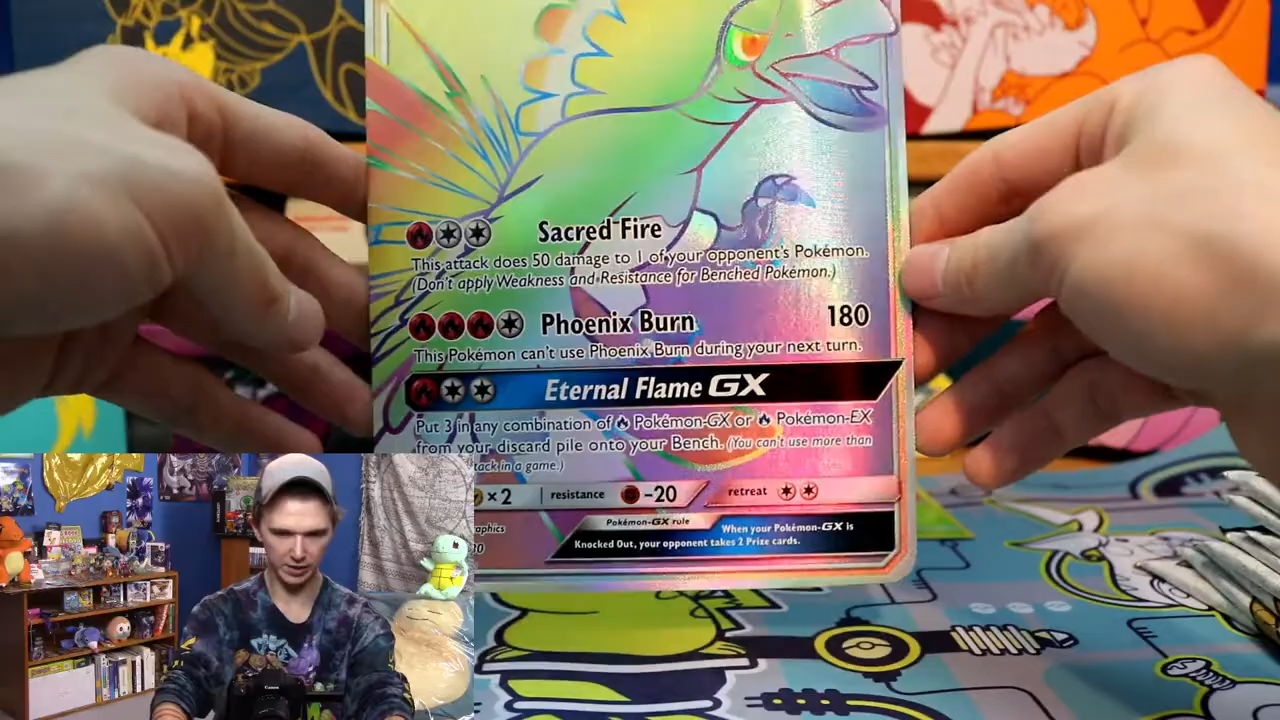 Sacred Fire
This attack does 50 damage to 1 of your opponent's Pokémon.
(Don't apply Weakness and Resistance for Benched Pokémon.)
Phoenix Burn 180
This Pokémon can't use Phoenix Burn during your next turn.
Eternal Flame GX
Put 3 in any combination of Pokémon-GX or Pokémon-EX
from your discard pile onto your Bench. (You can't use more than
in a game.)
×2 resistance -20 retreat
Pokémon-GX rule When your Pokémon-GX is
Knocked Out, your opponent takes 2 Prize cards.
Canon